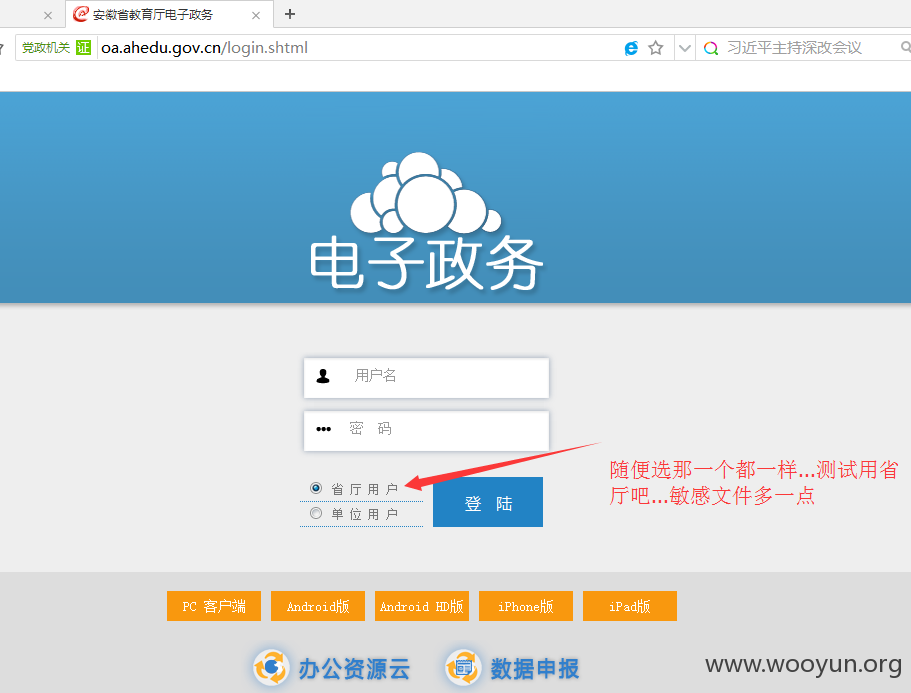 安徽省教育厅电子政务
党政机关 证 oa.ahedu.gov.cn/login.shtml 习近平主持深改会议
电子政务
用户名
密 码
省厅用户
单位用户
登 陆
随便选那一个都一样...测试用省
厅吧...敏感文件多一点
PC 客户端 Android版 Android HD版 iPhone版 iPad版
办公资源云 数据申报
www.wooyun.org